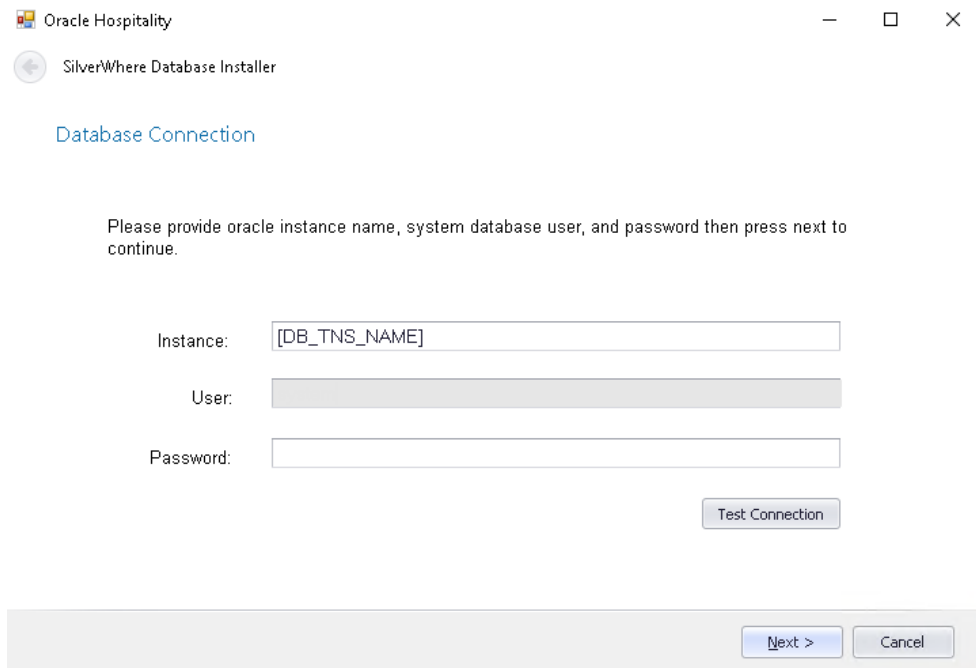 Oracle Hospitality
SilverWhere Database Installer
Database Connection
Please provide oracle instance name, system database user, and password then press next to
continue.
Instance: [DB_TNS_NAME]
User:
Password:
Test Connection
Next > Cancel